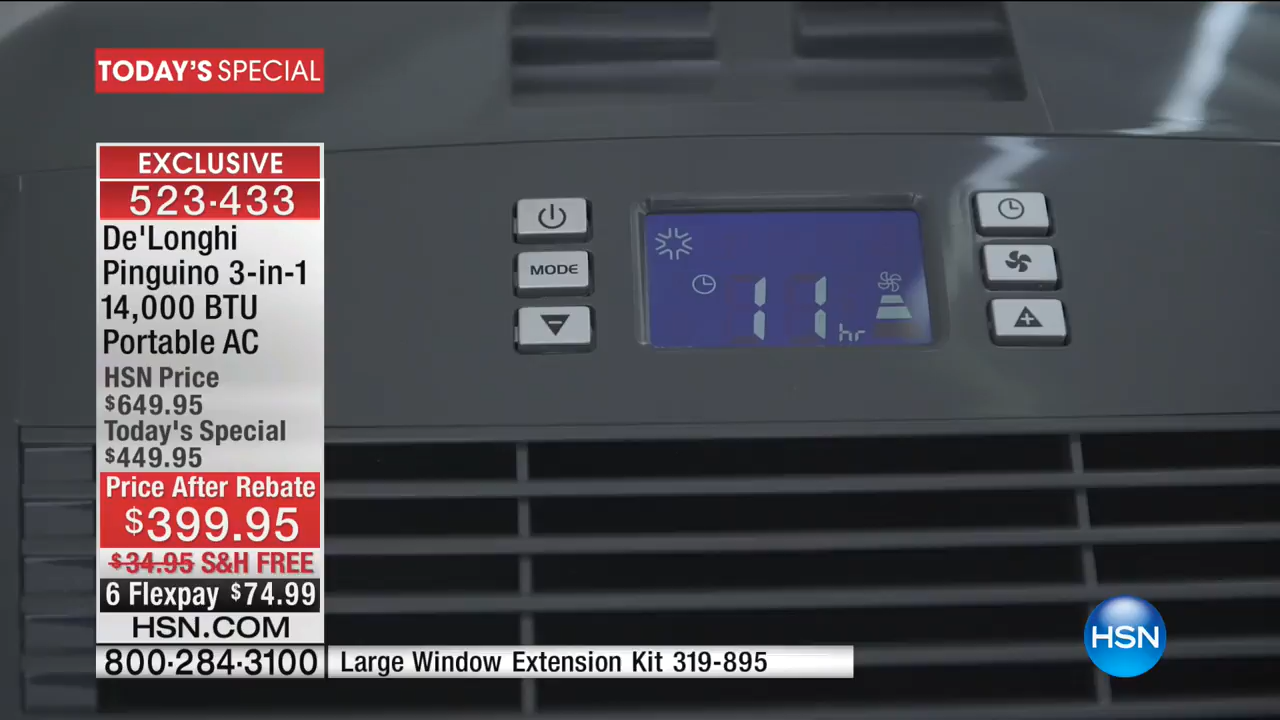 TODAY'S SPECIAL
EXCLUSIVE
523-433
De'Longhi
Pinguino 3-in-1
14,000 BTU
Portable AC
HSN Price
$649.95
Today's Special
$449.95
Price After Rebate
$399.95
$34.95 S&H FREE
6 Flexpay $74.99
HSN.COM
800-284-3100
Large Window Extension Kit 319-895
MODE
11 hr
HSN